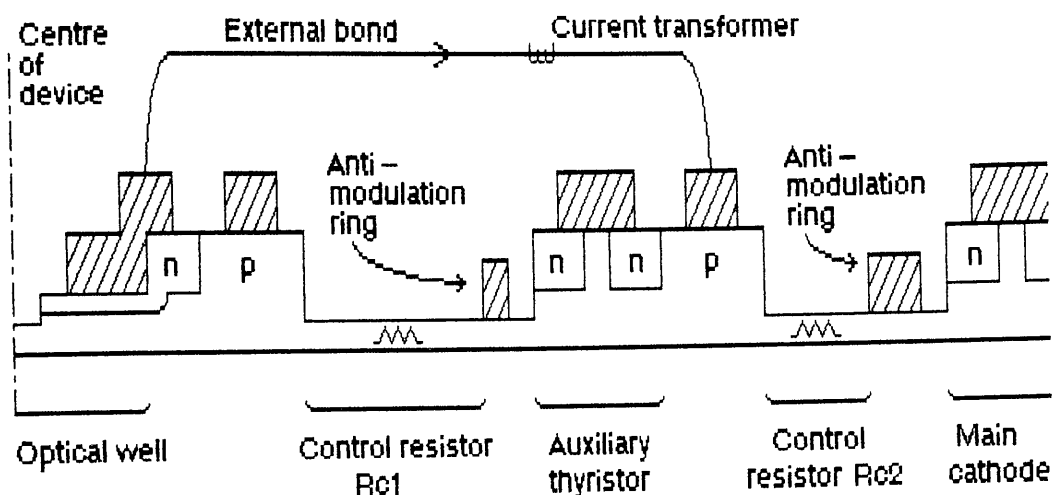 Centre
of
device
External bond
Current transformer
Anti –
modulation
ring
Anti –
modulation
ring
n
p
n
n
p
n
Optical well
Control resistor
Rc1
Auxiliary
thyristor
Control
resistor Rc2
Main
cathode